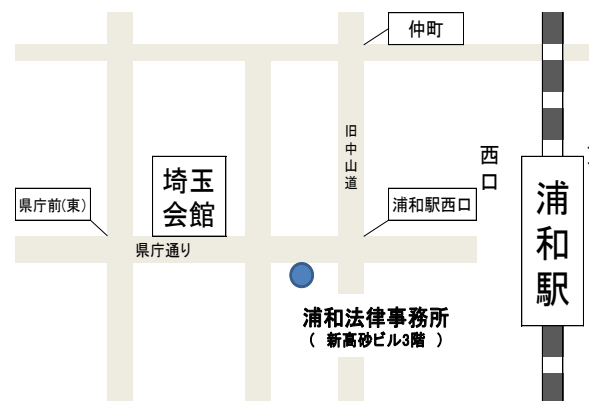 仲町
旧中山道
西口
埼玉
会館
県庁前(東)
浦和駅西口
浦和駅
県庁通り
浦和法律事務所
( 新高砂ビル3階 )